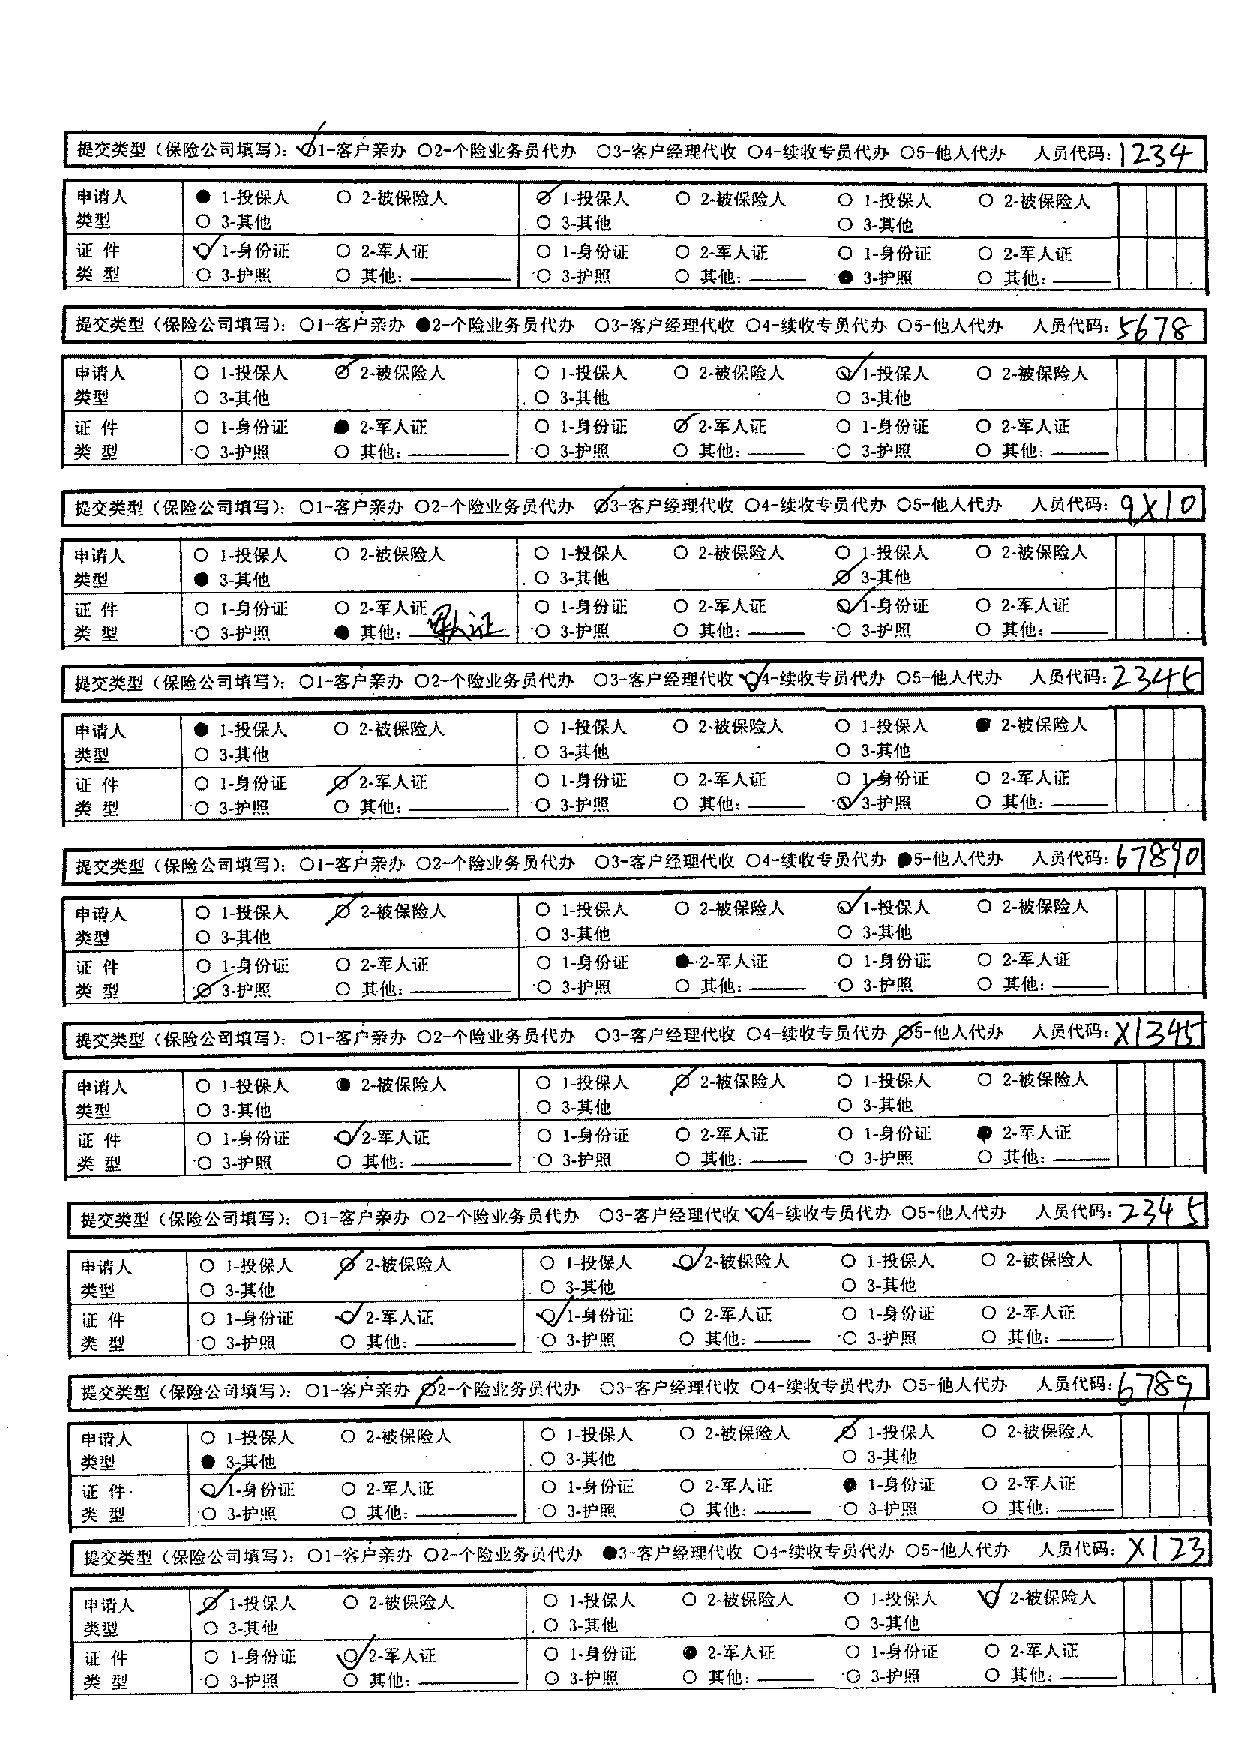 提交类型（保险公司填写）：○1-客户亲办 ○2-个险业务员代办 ○3-客户经理代收 ○4-续收专员代办 ○5-他人代办 人员代码：1234
申请人 ● 1-投保人 ○ 2-被保险人 ○ 1-投保人 ○ 2-被保险人 ○ 1-投保人 ○ 2-被保险人
类型 ○ 3-其他 ○ 3-其他 ○ 3-其他
证 件 ○ 1-身份证 ○ 2-军人证 ○ 1-身份证 ○ 2-军人证 ○ 1-身份证 ○ 2-军人证
类 型 ○ 3-护照 ○ 其他：____ ○ 3-护照 ○ 其他：____ ● 3-护照 ○ 其他：____
提交类型（保险公司填写）：○1-客户亲办 ●2-个险业务员代办 ○3-客户经理代收 ○4-续收专员代办 ○5-他人代办 人员代码：5678
申请人 ○ 1-投保人 ○ 2-被保险人 ○ 1-投保人 ○ 2-被保险人 ○ 1-投保人 ○ 2-被保险人
类型 ○ 3-其他 ○ 3-其他 ○ 3-其他
证 件 ○ 1-身份证 ● 2-军人证 ○ 1-身份证 ○ 2-军人证 ○ 1-身份证 ○ 2-军人证
类 型 ○ 3-护照 ○ 其他：____ ○ 3-护照 ○ 其他：____ ○ 3-护照 ○ 其他：____
提交类型（保险公司填写）：○1-客户亲办 ○2-个险业务员代办 ○3-客户经理代收 ○4-续收专员代办 ○5-他人代办 人员代码：9X10
申请人 ○ 1-投保人 ○ 2-被保险人 ○ 1-投保人 ○ 2-被保险人 ○ 1-投保人 ○ 2-被保险人
类型 ● 3-其他 ○ 3-其他 ○ 3-其他
证 件 ○ 1-身份证 ○ 2-军人证 ○ 1-身份证 ○ 2-军人证 ○ 1-身份证 ○ 2-军人证
类 型 ○ 3-护照 ● 其他：军人证 ○ 3-护照 ○ 其他：____ ○ 3-护照 ○ 其他：____
提交类型（保险公司填写）：○1-客户亲办 ○2-个险业务员代办 ○3-客户经理代收 ○4-续收专员代办 ○5-他人代办 人员代码：2345
申请人 ● 1-投保人 ○ 2-被保险人 ○ 1-投保人 ○ 2-被保险人 ○ 1-投保人 ● 2-被保险人
类型 ○ 3-其他 ○ 3-其他 ○ 3-其他
证 件 ○ 1-身份证 ○ 2-军人证 ○ 1-身份证 ○ 2-军人证 ○ 1-身份证 ○ 2-军人证
类 型 ○ 3-护照 ○ 其他：____ ○ 3-护照 ○ 其他：____ ○ 3-护照 ○ 其他：____
提交类型（保险公司填写）：○1-客户亲办 ○2-个险业务员代办 ○3-客户经理代收 ○4-续收专员代办 ●5-他人代办 人员代码：67890
申请人 ○ 1-投保人 ○ 2-被保险人 ○ 1-投保人 ○ 2-被保险人 ○ 1-投保人 ○ 2-被保险人
类型 ○ 3-其他 ○ 3-其他 ○ 3-其他
证 件 ○ 1-身份证 ○ 2-军人证 ○ 1-身份证 ● 2-军人证 ○ 1-身份证 ○ 2-军人证
类 型 ○ 3-护照 ○ 其他：____ ○ 3-护照 ○ 其他：____ ○ 3-护照 ○ 其他：____
提交类型（保险公司填写）：○1-客户亲办 ○2-个险业务员代办 ○3-客户经理代收 ○4-续收专员代办 ○5-他人代办 人员代码：X1345
申请人 ○ 1-投保人 ● 2-被保险人 ○ 1-投保人 ○ 2-被保险人 ○ 1-投保人 ○ 2-被保险人
类型 ○ 3-其他 ○ 3-其他 ○ 3-其他
证 件 ○ 1-身份证 ○ 2-军人证 ○ 1-身份证 ○ 2-军人证 ○ 1-身份证 ● 2-军人证
类 型 ○ 3-护照 ○ 其他：____ ○ 3-护照 ○ 其他：____ ○ 3-护照 ○ 其他：____
提交类型（保险公司填写）：○1-客户亲办 ○2-个险业务员代办 ○3-客户经理代收 ○4-续收专员代办 ○5-他人代办 人员代码：2345
申请人 ○ 1-投保人 ○ 2-被保险人 ○ 1-投保人 ○ 2-被保险人 ○ 1-投保人 ○ 2-被保险人
类型 ○ 3-其他 ○ 3-其他 ○ 3-其他
证 件 ○ 1-身份证 ○ 2-军人证 ○ 1-身份证 ○ 2-军人证 ○ 1-身份证 ○ 2-军人证
类 型 ○ 3-护照 ○ 其他：____ ○ 3-护照 ○ 其他：____ ○ 3-护照 ○ 其他：____
提交类型（保险公司填写）：○1-客户亲办 ○2-个险业务员代办 ○3-客户经理代收 ○4-续收专员代办 ○5-他人代办 人员代码：6789
申请人 ○ 1-投保人 ○ 2-被保险人 ○ 1-投保人 ○ 2-被保险人 ○ 1-投保人 ○ 2-被保险人
类型 ● 3-其他 ○ 3-其他 ○ 3-其他
证 件 ○ 1-身份证 ○ 2-军人证 ○ 1-身份证 ○ 2-军人证 ● 1-身份证 ○ 2-军人证
类 型 ○ 3-护照 ○ 其他：____ ○ 3-护照 ○ 其他：____ ○ 3-护照 ○ 其他：____
提交类型（保险公司填写）：○1-客户亲办 ○2-个险业务员代办 ●3-客户经理代收 ○4-续收专员代办 ○5-他人代办 人员代码：X123
申请人 ○ 1-投保人 ○ 2-被保险人 ○ 1-投保人 ○ 2-被保险人 ○ 1-投保人 ○ 2-被保险人
类型 ○ 3-其他 ○ 3-其他 ○ 3-其他
证 件 ○ 1-身份证 ○ 2-军人证 ○ 1-身份证 ● 2-军人证 ○ 1-身份证 ○ 2-军人证
类 型 ○ 3-护照 ○ 其他：____ ○ 3-护照 ○ 其他：____ ○ 3-护照 ○ 其他：____